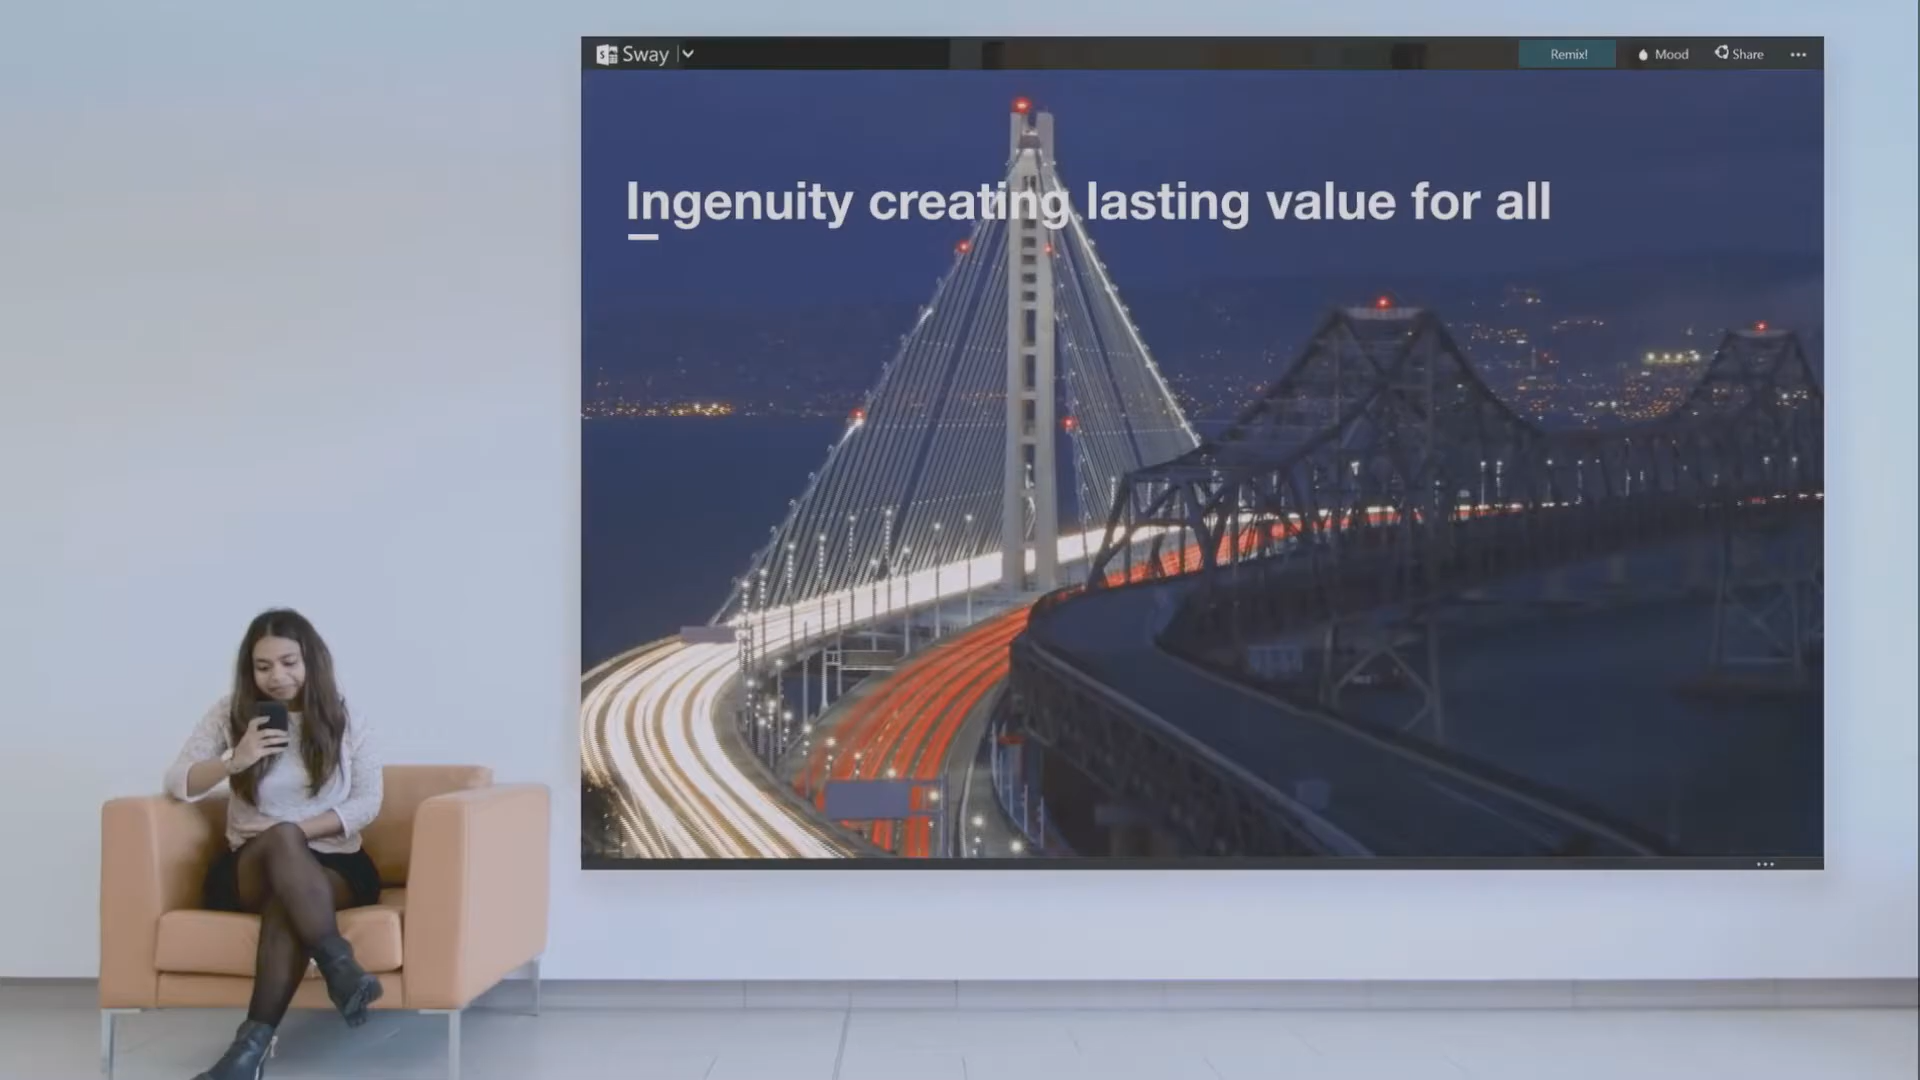 Sway
Remix!
Mood
Share
Ingenuity creating lasting value for all